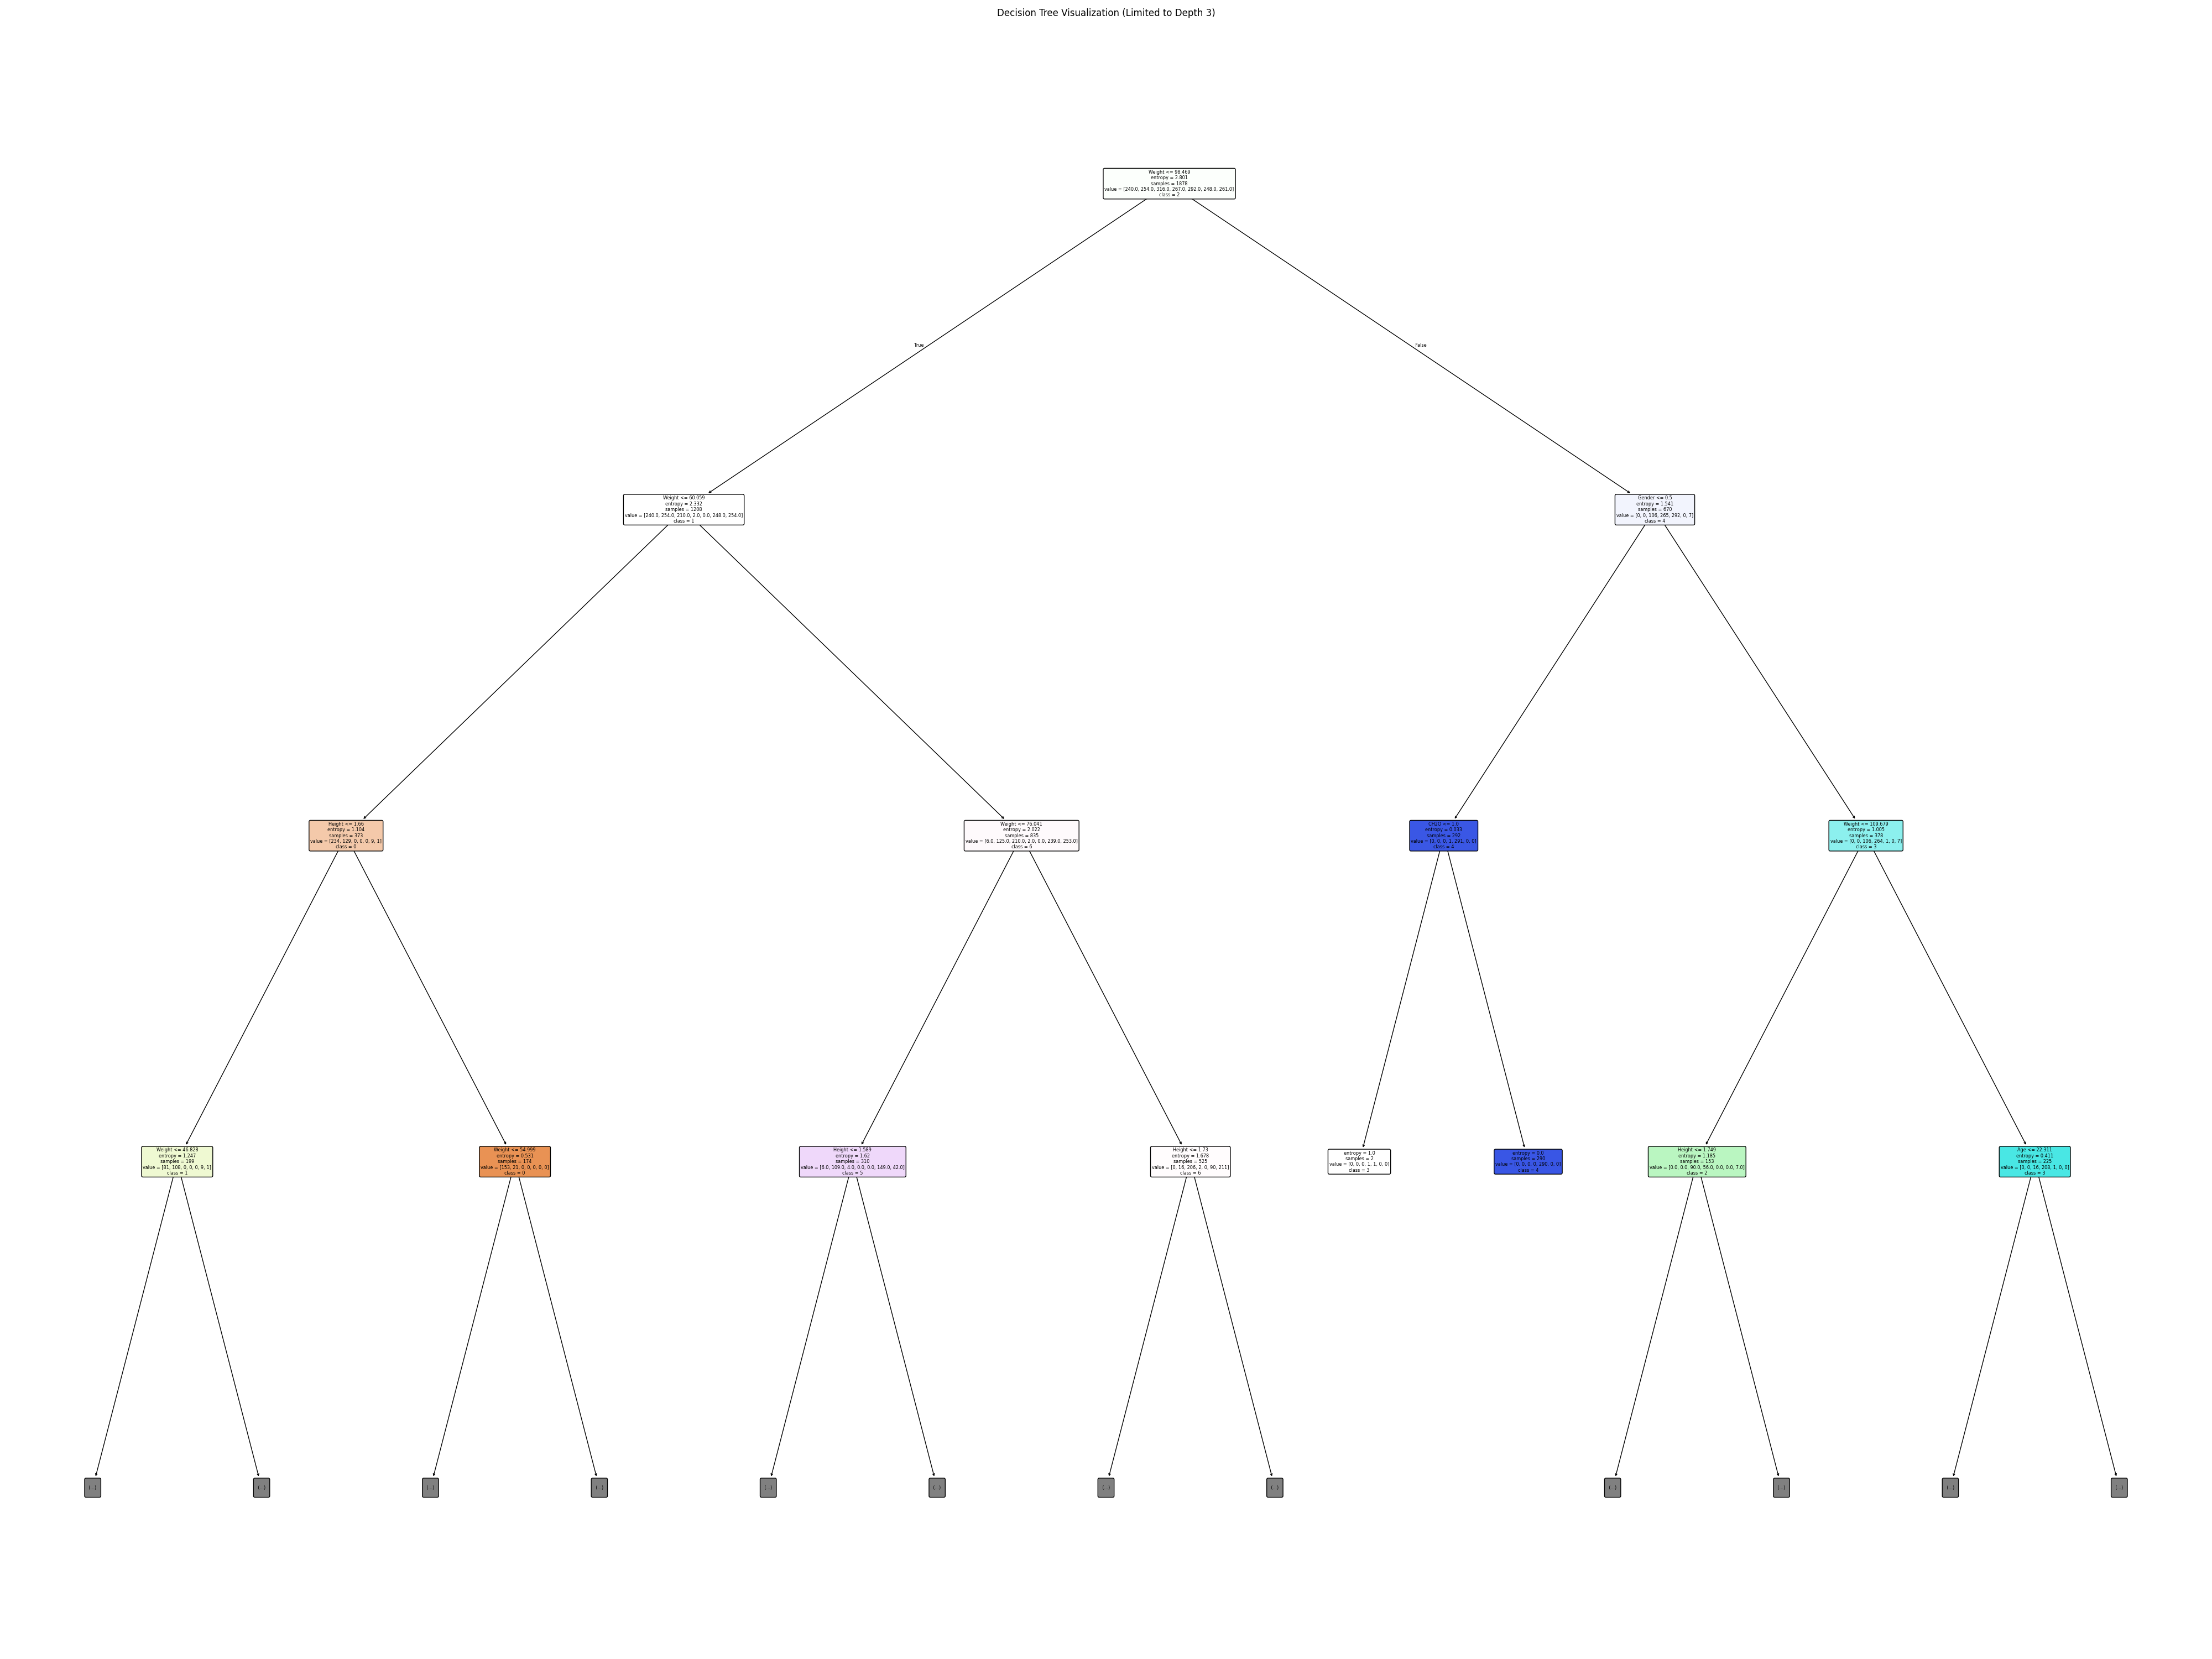 Decision Tree Visualization (Limited to Depth 3)
Weight <= 98.469
entropy = 2.801
samples = 1878
value = [240.0, 254.0, 316.0, 267.0, 292.0, 248.0, 261.0]
class = 2
True
False
Weight <= 60.059
entropy = 2.332
samples = 1208
value = [240.0, 254.0, 210.0, 2.0, 0.0, 248.0, 254.0]
class = 1
Gender <= 0.5
entropy = 1.541
samples = 670
value = [0, 0, 106, 265, 292, 0, 7]
class = 4
Height <= 1.66
entropy = 1.104
samples = 373
value = [234, 129, 0, 0, 0, 9, 1]
class = 0
Weight <= 76.041
entropy = 2.022
samples = 835
value = [6.0, 125.0, 210.0, 2.0, 0.0, 239.0, 253.0]
class = 6
CH2O <= 1.0
entropy = 0.033
samples = 292
value = [0, 0, 0, 1, 291, 0, 0]
class = 4
Weight <= 109.679
entropy = 1.005
samples = 378
value = [0, 0, 106, 264, 1, 0, 7]
class = 3
Weight <= 46.828
entropy = 1.247
samples = 199
value = [81, 108, 0, 0, 0, 9, 1]
class = 1
Weight <= 54.999
entropy = 0.531
samples = 174
value = [153, 21, 0, 0, 0, 0, 0]
class = 0
Height <= 1.589
entropy = 1.62
samples = 310
value = [6.0, 109.0, 4.0, 0.0, 0.0, 149.0, 42.0]
class = 5
Height <= 1.73
entropy = 1.678
samples = 525
value = [0, 16, 206, 2, 0, 90, 211]
class = 6
entropy = 1.0
samples = 2
value = [0, 0, 0, 1, 1, 0, 0]
class = 3
entropy = 0.0
samples = 290
value = [0, 0, 0, 0, 290, 0, 0]
class = 4
Height <= 1.749
entropy = 1.185
samples = 153
value = [0.0, 0.0, 90.0, 56.0, 0.0, 0.0, 7.0]
class = 2
Age <= 22.311
entropy = 0.411
samples = 225
value = [0, 0, 16, 208, 1, 0, 0]
class = 3
(...)
(...)
(...)
(...)
(...)
(...)
(...)
(...)
(...)
(...)
(...)
(...)